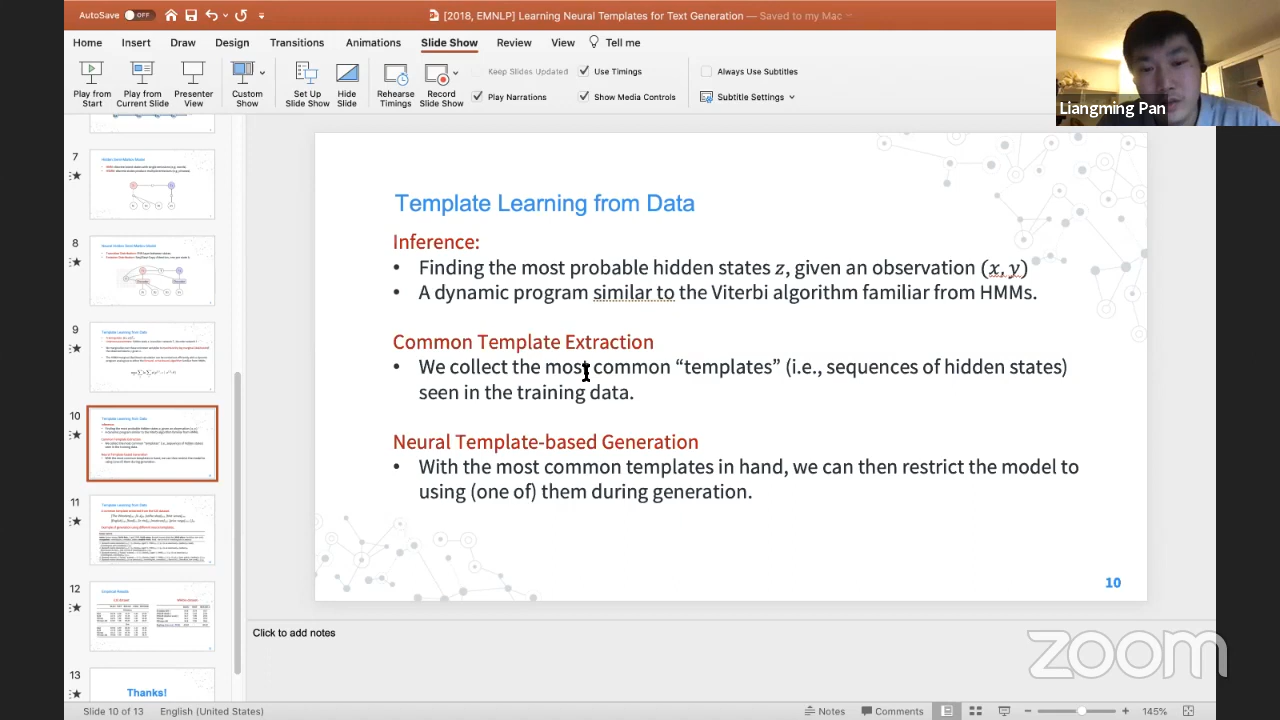 AutoSave OFF
[2018, EMNLP] Learning Neural Templates for Text Generation — Saved to my Mac
Home Insert Draw Design Transitions Animations Slide Show Review View Tell me
Play from Start
Play from Current Slide
Presenter View
Custom Show
Set Up Slide Show
Hide Slide
Rehearse Timings
Record Slide Show
Keep Slides Updated
Use Timings
Play Narrations
Show Media Controls
Always Use Subtitles
Subtitle Settings
Liangming Pan
7
8
9
10
11
12
13
Template Learning from Data
Inference:
• Finding the most probable hidden states z, given an observation (x, y)
• A dynamic program similar to the Viterbi algorithm familiar from HMMs.
Common Template Extraction
• We collect the most common “templates” (i.e., sequences of hidden states)
seen in the training data.
Neural Template-based Generation
• With the most common templates in hand, we can then restrict the model to
using (one of) them during generation.
10
Thanks!
Click to add notes
zoom
Slide 10 of 13 English (United States)
Notes Comments 145%